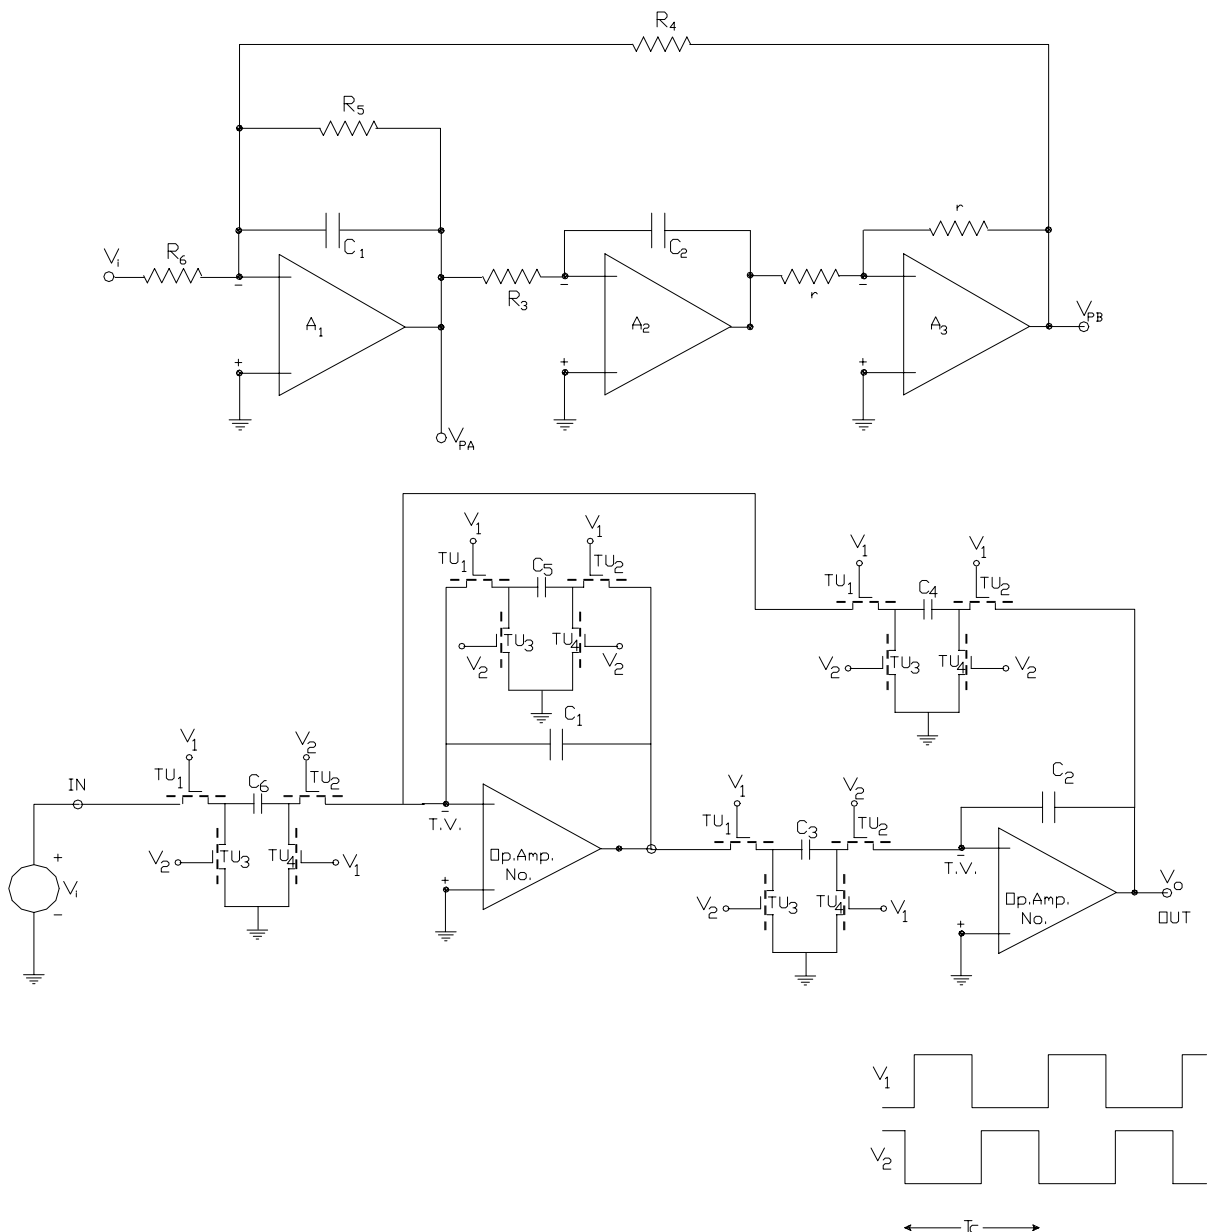 R4
R5
C1
Vi
R6
-
A1
+
VPA
R3
C2
-
A2
+
r
r
-
A3
+
VPB
V1
V1
TU1
C5
TU2
V2
TU3
TU4
V2
C1
V1
V1
TU1
C4
TU2
V2
TU3
TU4
V2
IN
V1
V2
TU1
C6
TU2
V2
TU3
TU4
V1
+
Vi
-
-
T.V.
+
Op.Amp.
No.
V1
V2
TU1
C3
TU2
V2
TU3
TU4
V1
C2
-
T.V.
+
Op.Amp.
No.
Vo
OUT
V1
V2
Tc